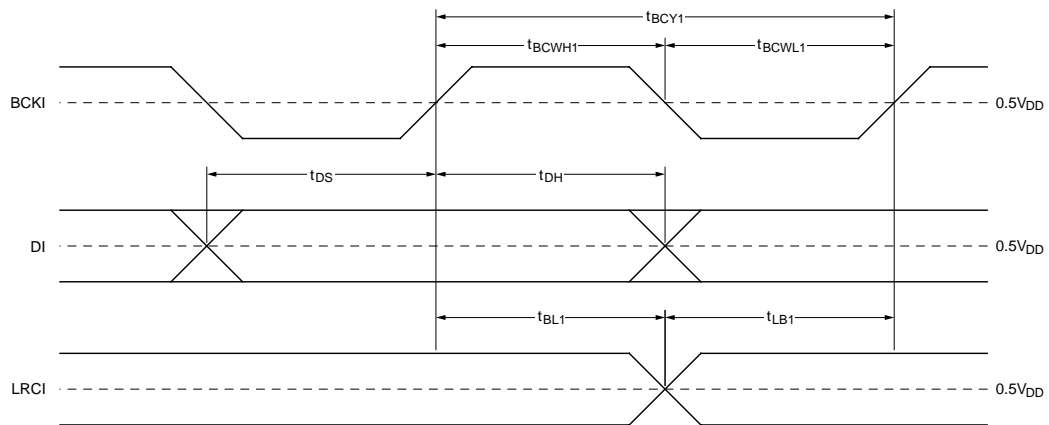 tBCY1
tBCWH1 tBCWL1
BCKI 0.5VDD
tDS tDH
DI 0.5VDD
tBL1 tLB1
LRCI 0.5VDD